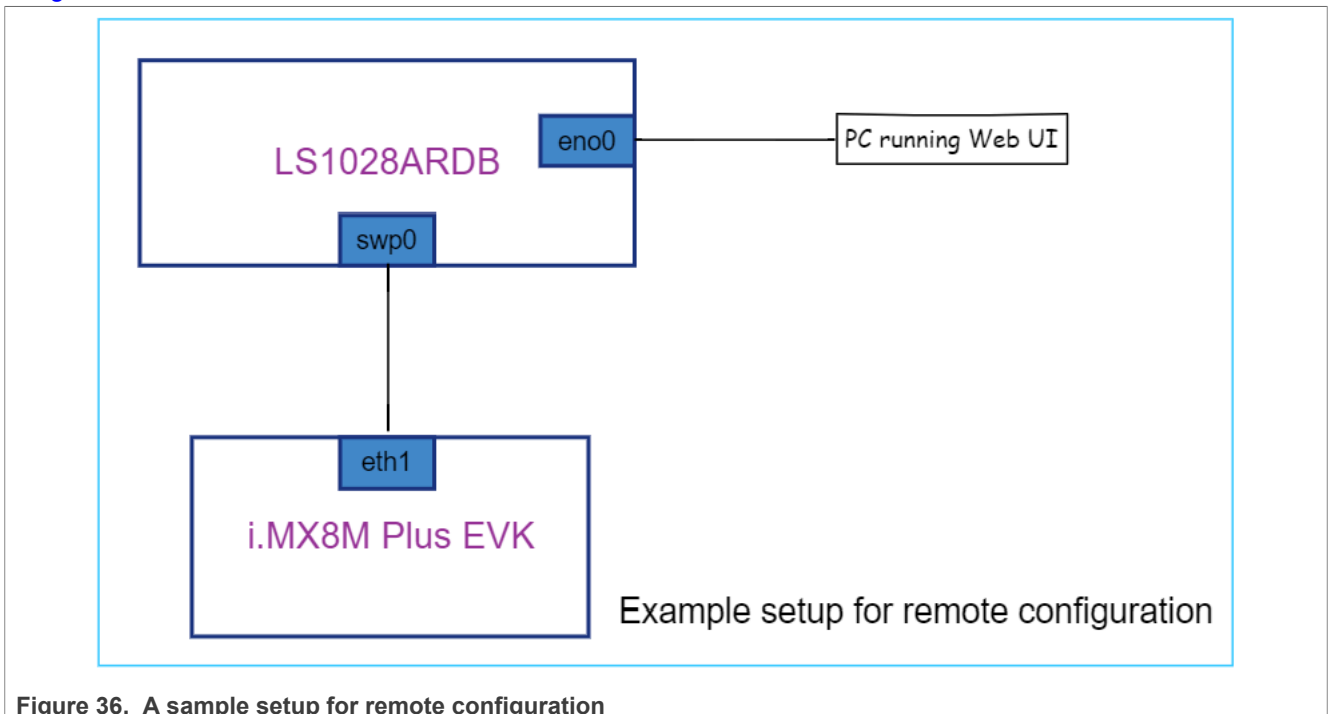 eno0
PC running Web UI
LS1028ARDB
swp0
eth1
i.MX8M Plus EVK
Example setup for remote configuration
Figure 36. A sample setup for remote configuration